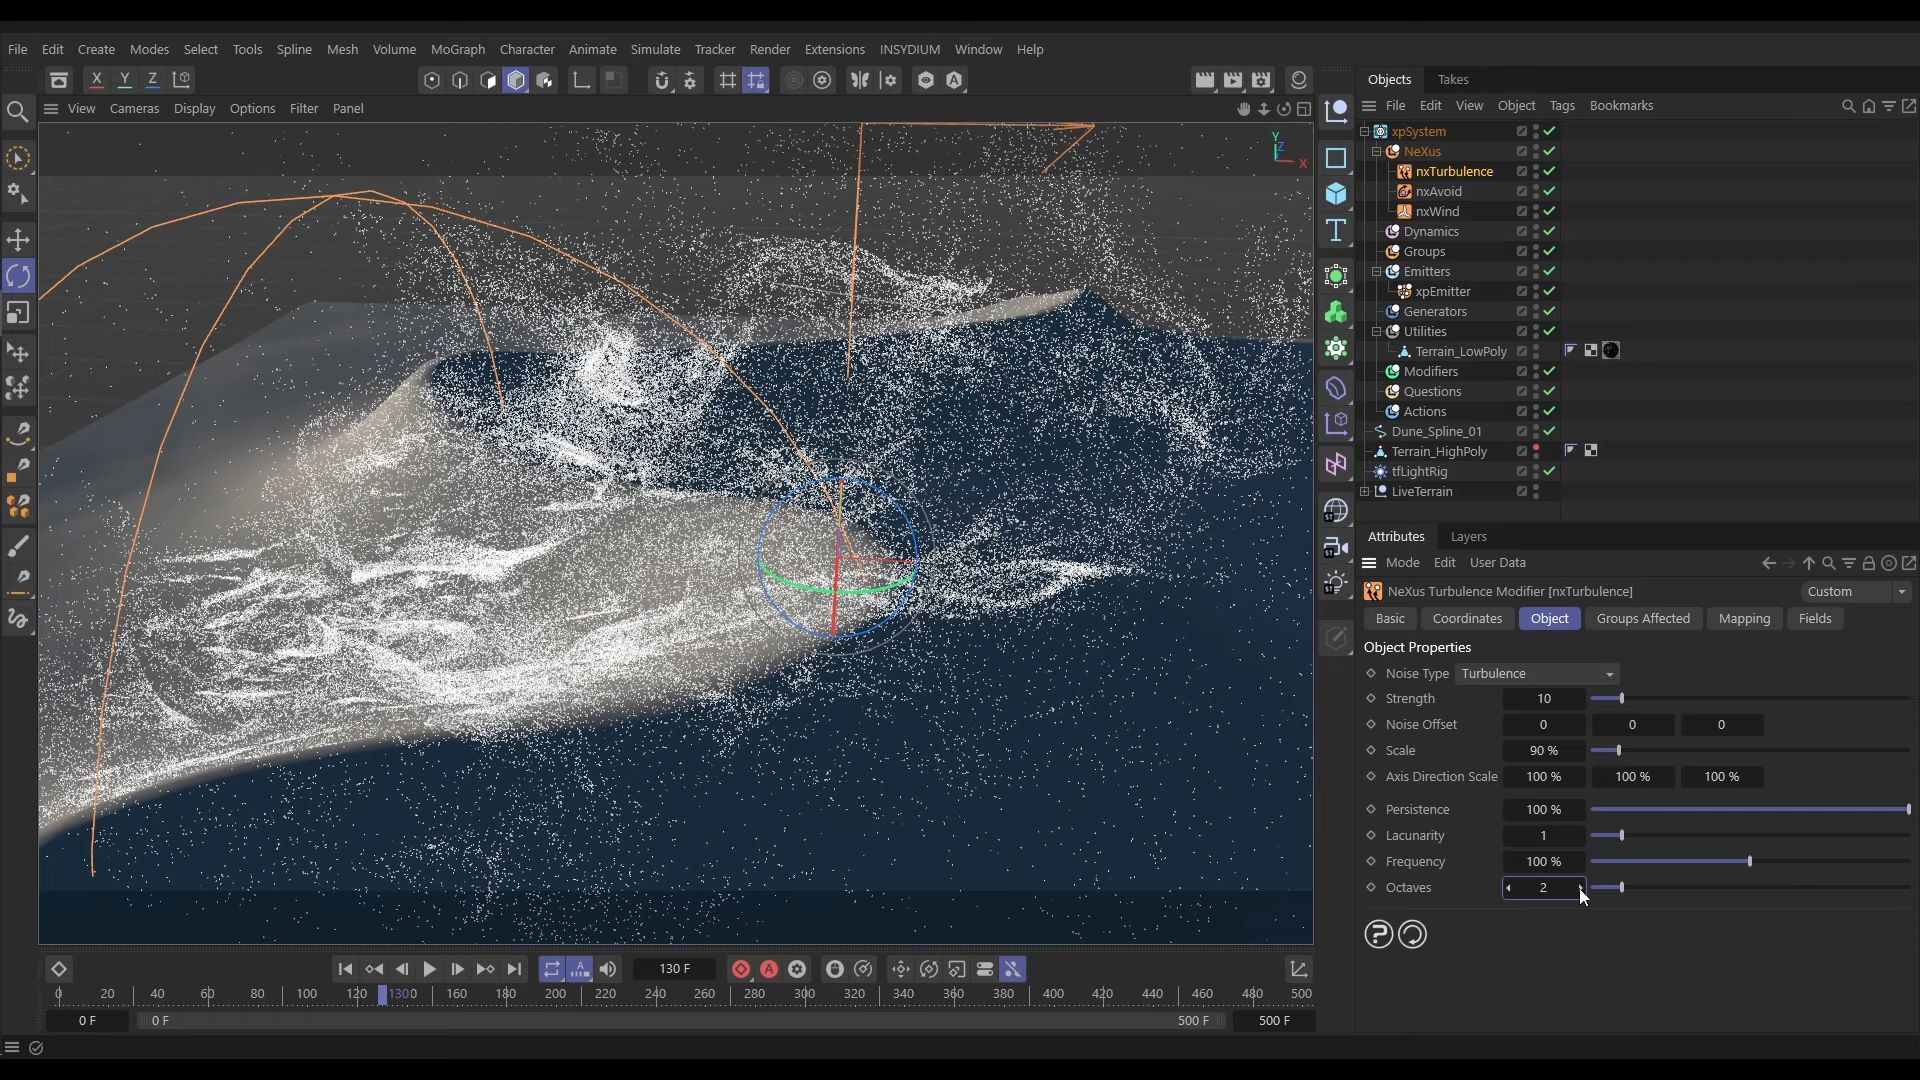 File Edit Create Modes Select Tools Spline Mesh Volume MoGraph Character Animate Simulate Tracker Render Extensions INSYDIUM Window Help
X Y Z
View Cameras Display Options Filter Panel
Y
Z
X
Objects Takes
File Edit View Object Tags Bookmarks
xpSystem
NeXus
nxTurbulence
nxAvoid
nxWind
Dynamics
Groups
Emitters
xpEmitter
Generators
Utilities
Terrain_LowPoly
Modifiers
Questions
Actions
Dune_Spline_01
Terrain_HighPoly
tfLightRig
LiveTerrain
Attributes Layers
Mode Edit User Data
NeXus Turbulence Modifier [nxTurbulence] Custom
Basic Coordinates Object Groups Affected Mapping Fields
Object Properties
Noise Type Turbulence
Strength 10
Noise Offset 0 0 0
Scale 90 %
Axis Direction Scale 100 % 100 % 100 %
Persistence 100 %
Lacunarity 1
Frequency 100 %
Octaves 2
130 F
0 20 40 60 80 100 120 1300 160 180 200 220 240 260 280 300 320 340 360 380 400 420 440 460 480 500
0 F 0 F 500 F 500 F